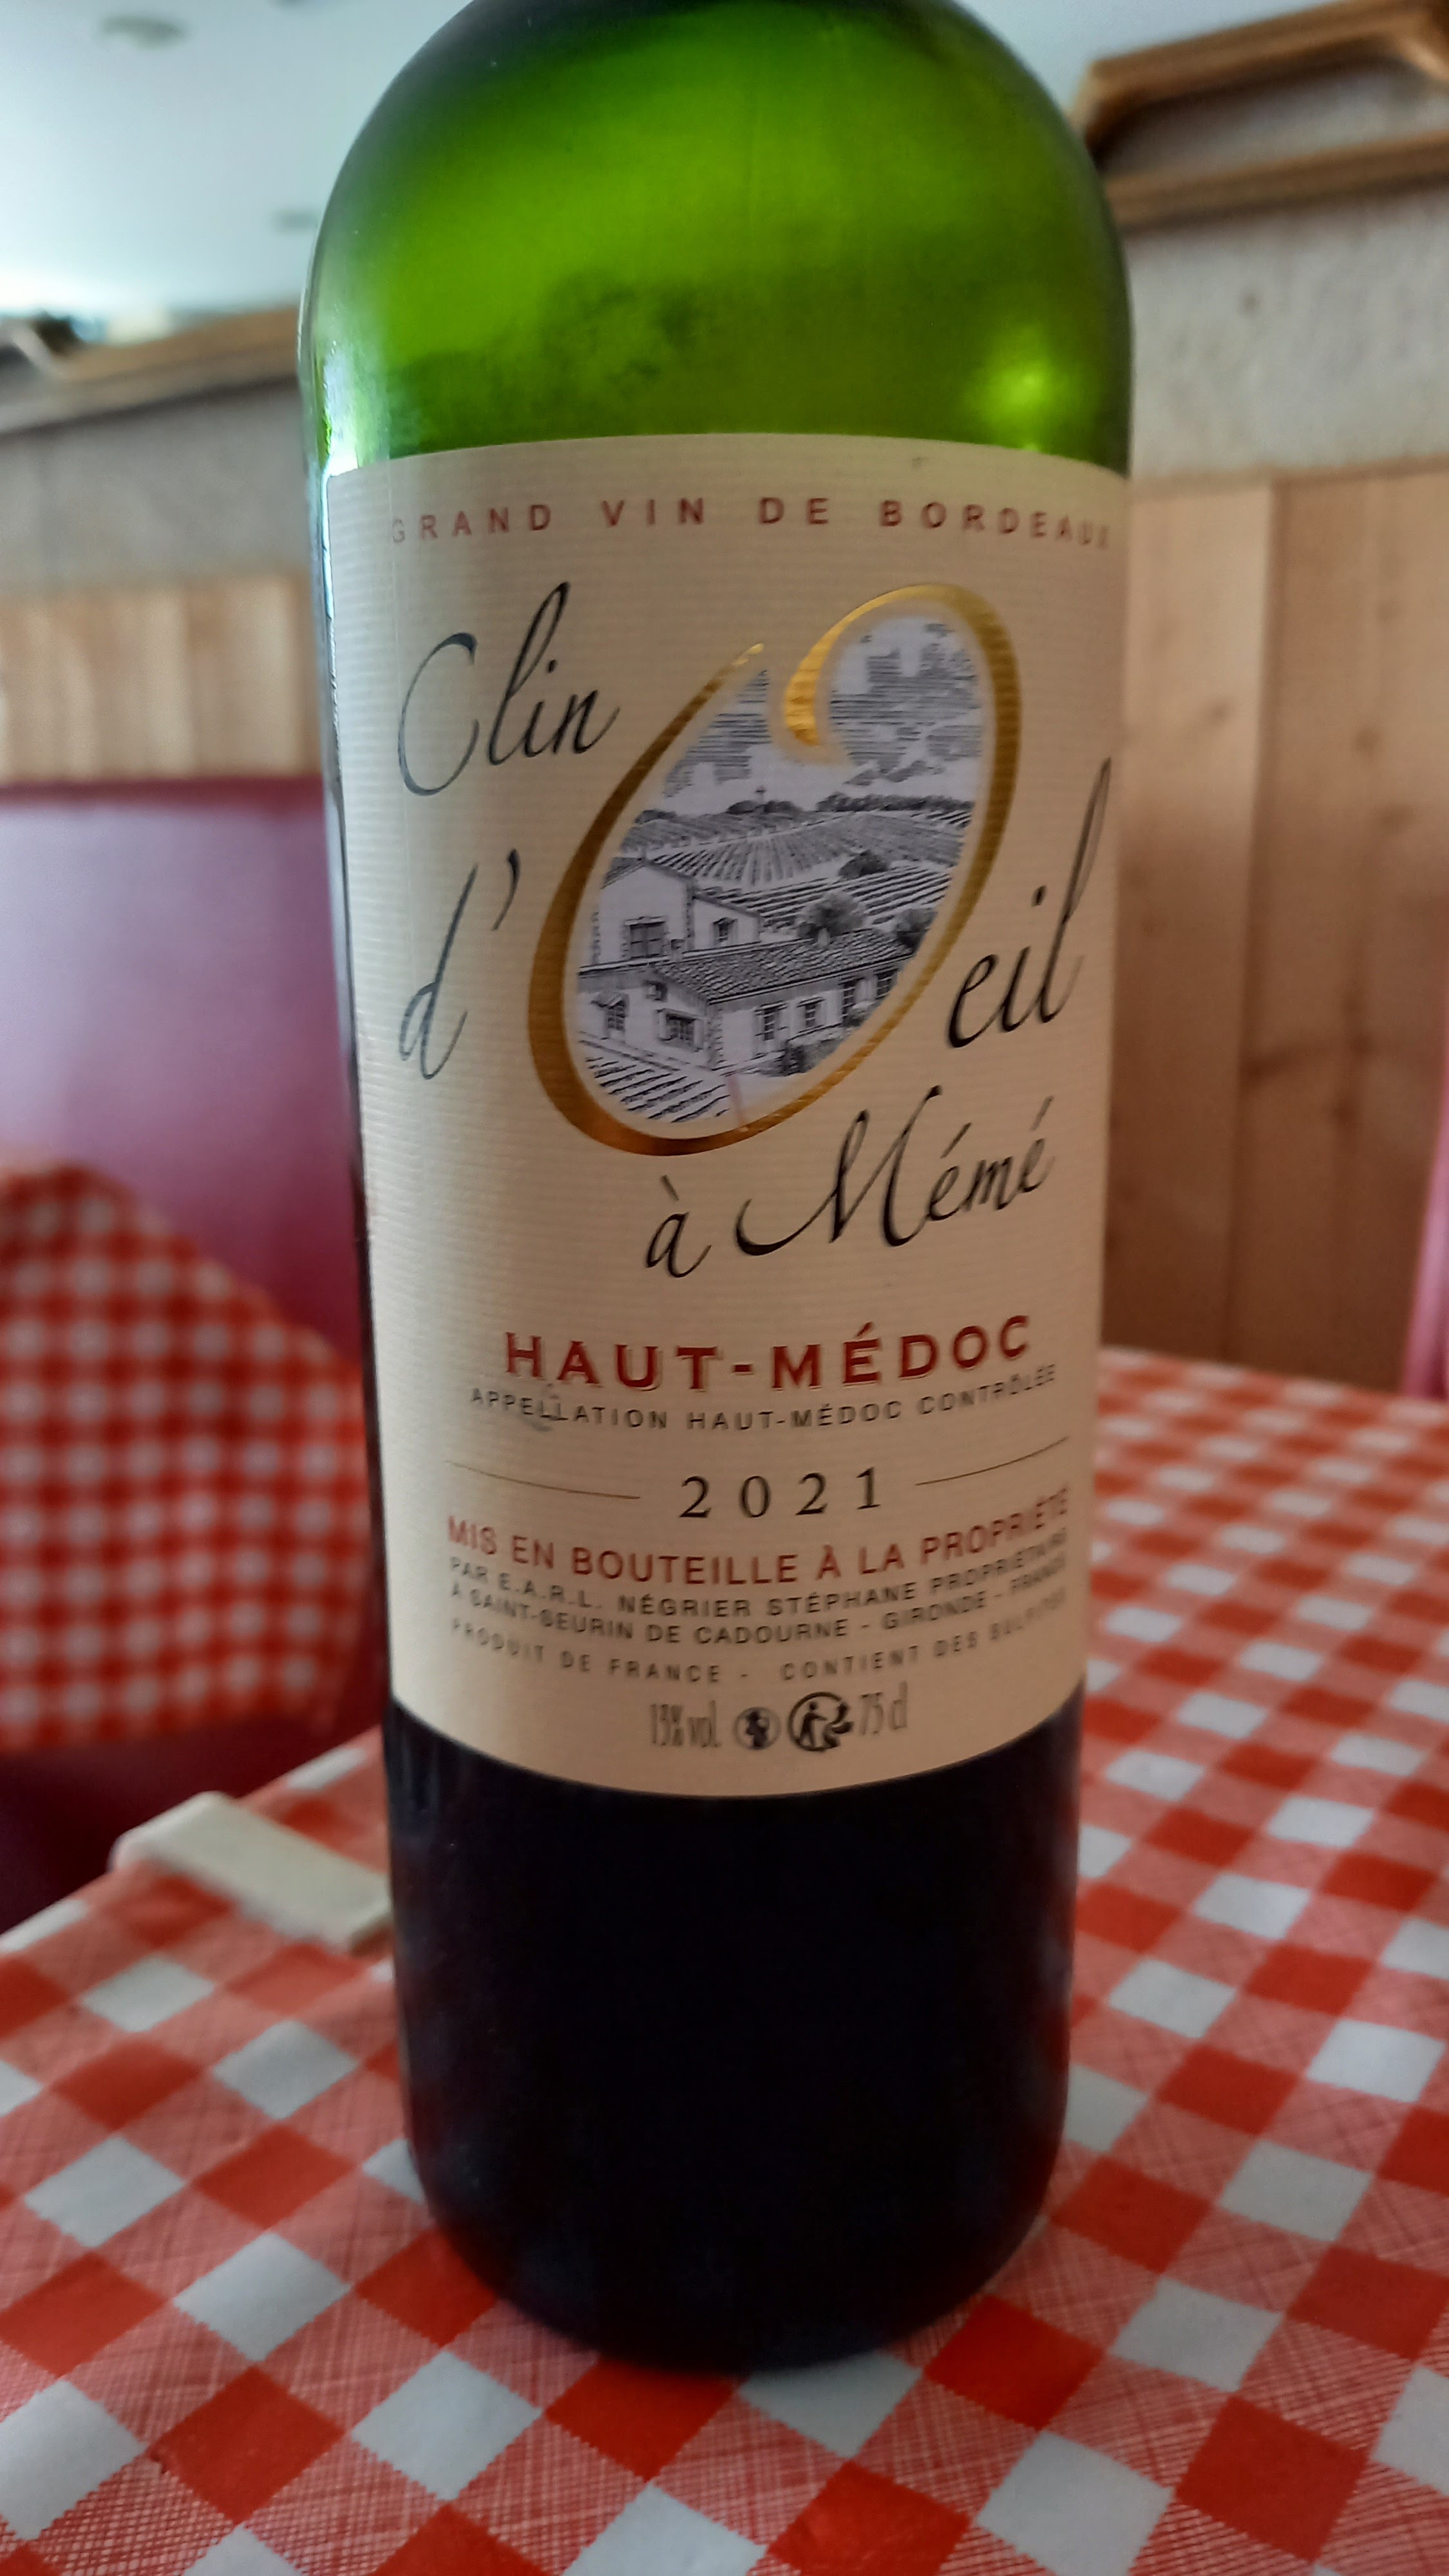 GRAND VIN DE BORDEAUX
Clin
d'Oeil
à Mémé
HAUT-MÉDOC
APPELLATION HAUT-MÉDOC CONTRÔLÉE
2021
MIS EN BOUTEILLE À LA PROPRIÉTÉ
PAR E.A.R.L. NÉGRIER STÉPHANE PROPRIÉTAIRE
À SAINT-SEURIN DE CADOURNE - GIRONDE - FRANCE
PRODUIT DE FRANCE - CONTIENT DES SULFITES
13% vol. 75 cl